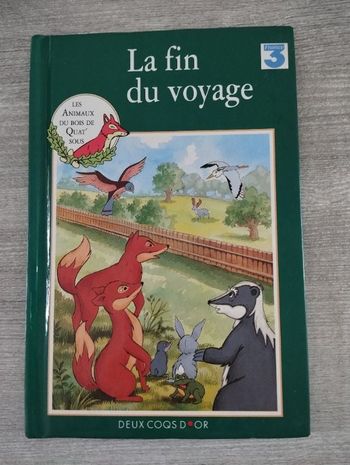 La fin
du voyage
France
3
LES
ANIMAUX
DU BOIS DE
QUAT'
SOUS
DEUX COQS D'OR